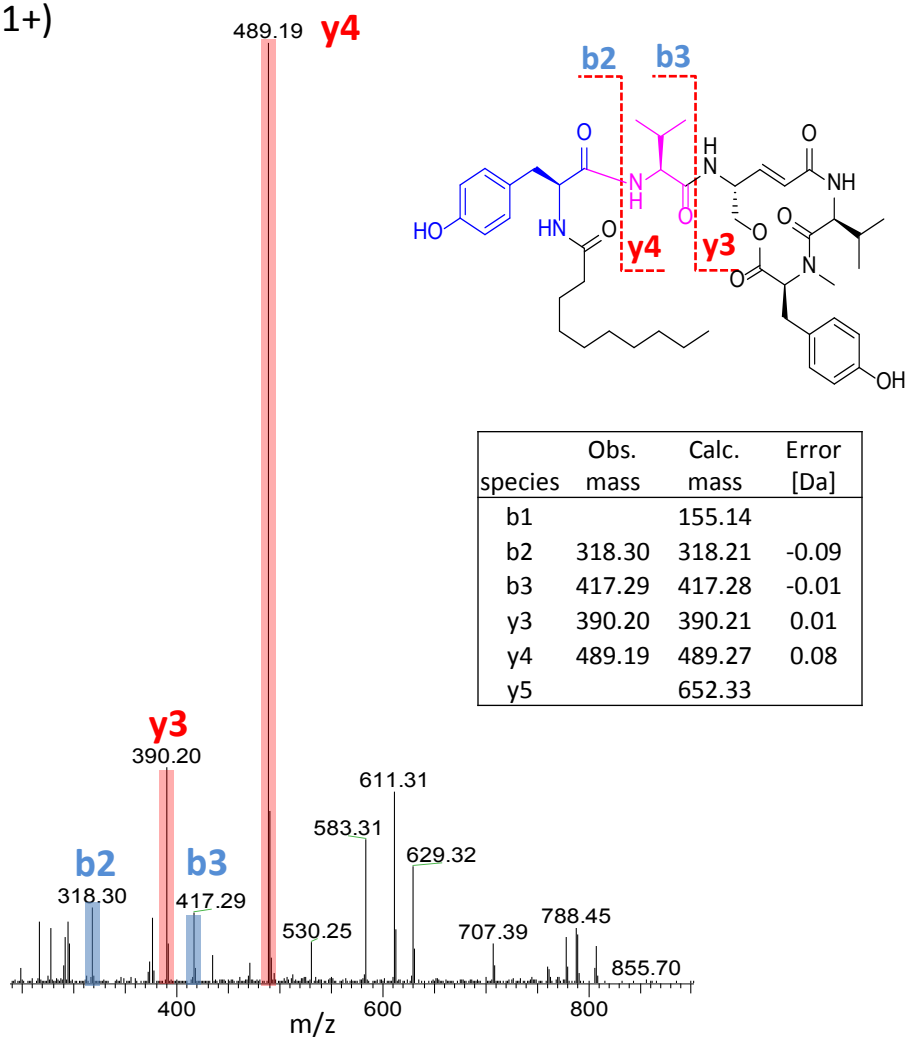 1+)
489.19 y4
b2 b3
O
H
N
O
O
NH
N
H
O
HO
NH
O
O
O
N
y4
y3
O
OH
Obs. Calc. Error
species mass mass [Da]
b1 155.14
b2 318.30 318.21 -0.09
b3 417.29 417.28 -0.01
y3 390.20 390.21 0.01
y4 489.19 489.27 0.08
y5 652.33
y3
390.20
611.31
583.31
629.32
b2
318.30
b3
417.29
530.25
707.39
788.45
855.70
400 600 800
m/z